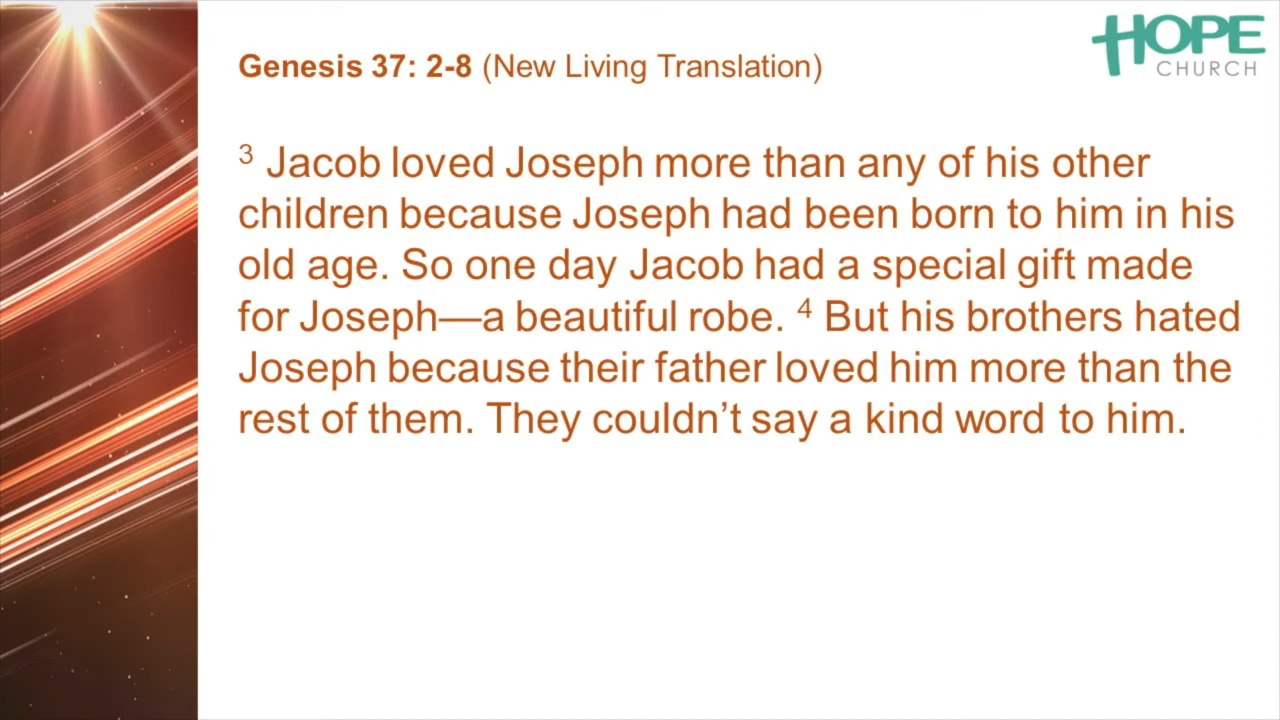 HOPE
CHURCH
Genesis 37: 2-8 (New Living Translation)
³ Jacob loved Joseph more than any of his other
children because Joseph had been born to him in his
old age. So one day Jacob had a special gift made
for Joseph—a beautiful robe. ⁴ But his brothers hated
Joseph because their father loved him more than the
rest of them. They couldn’t say a kind word to him.